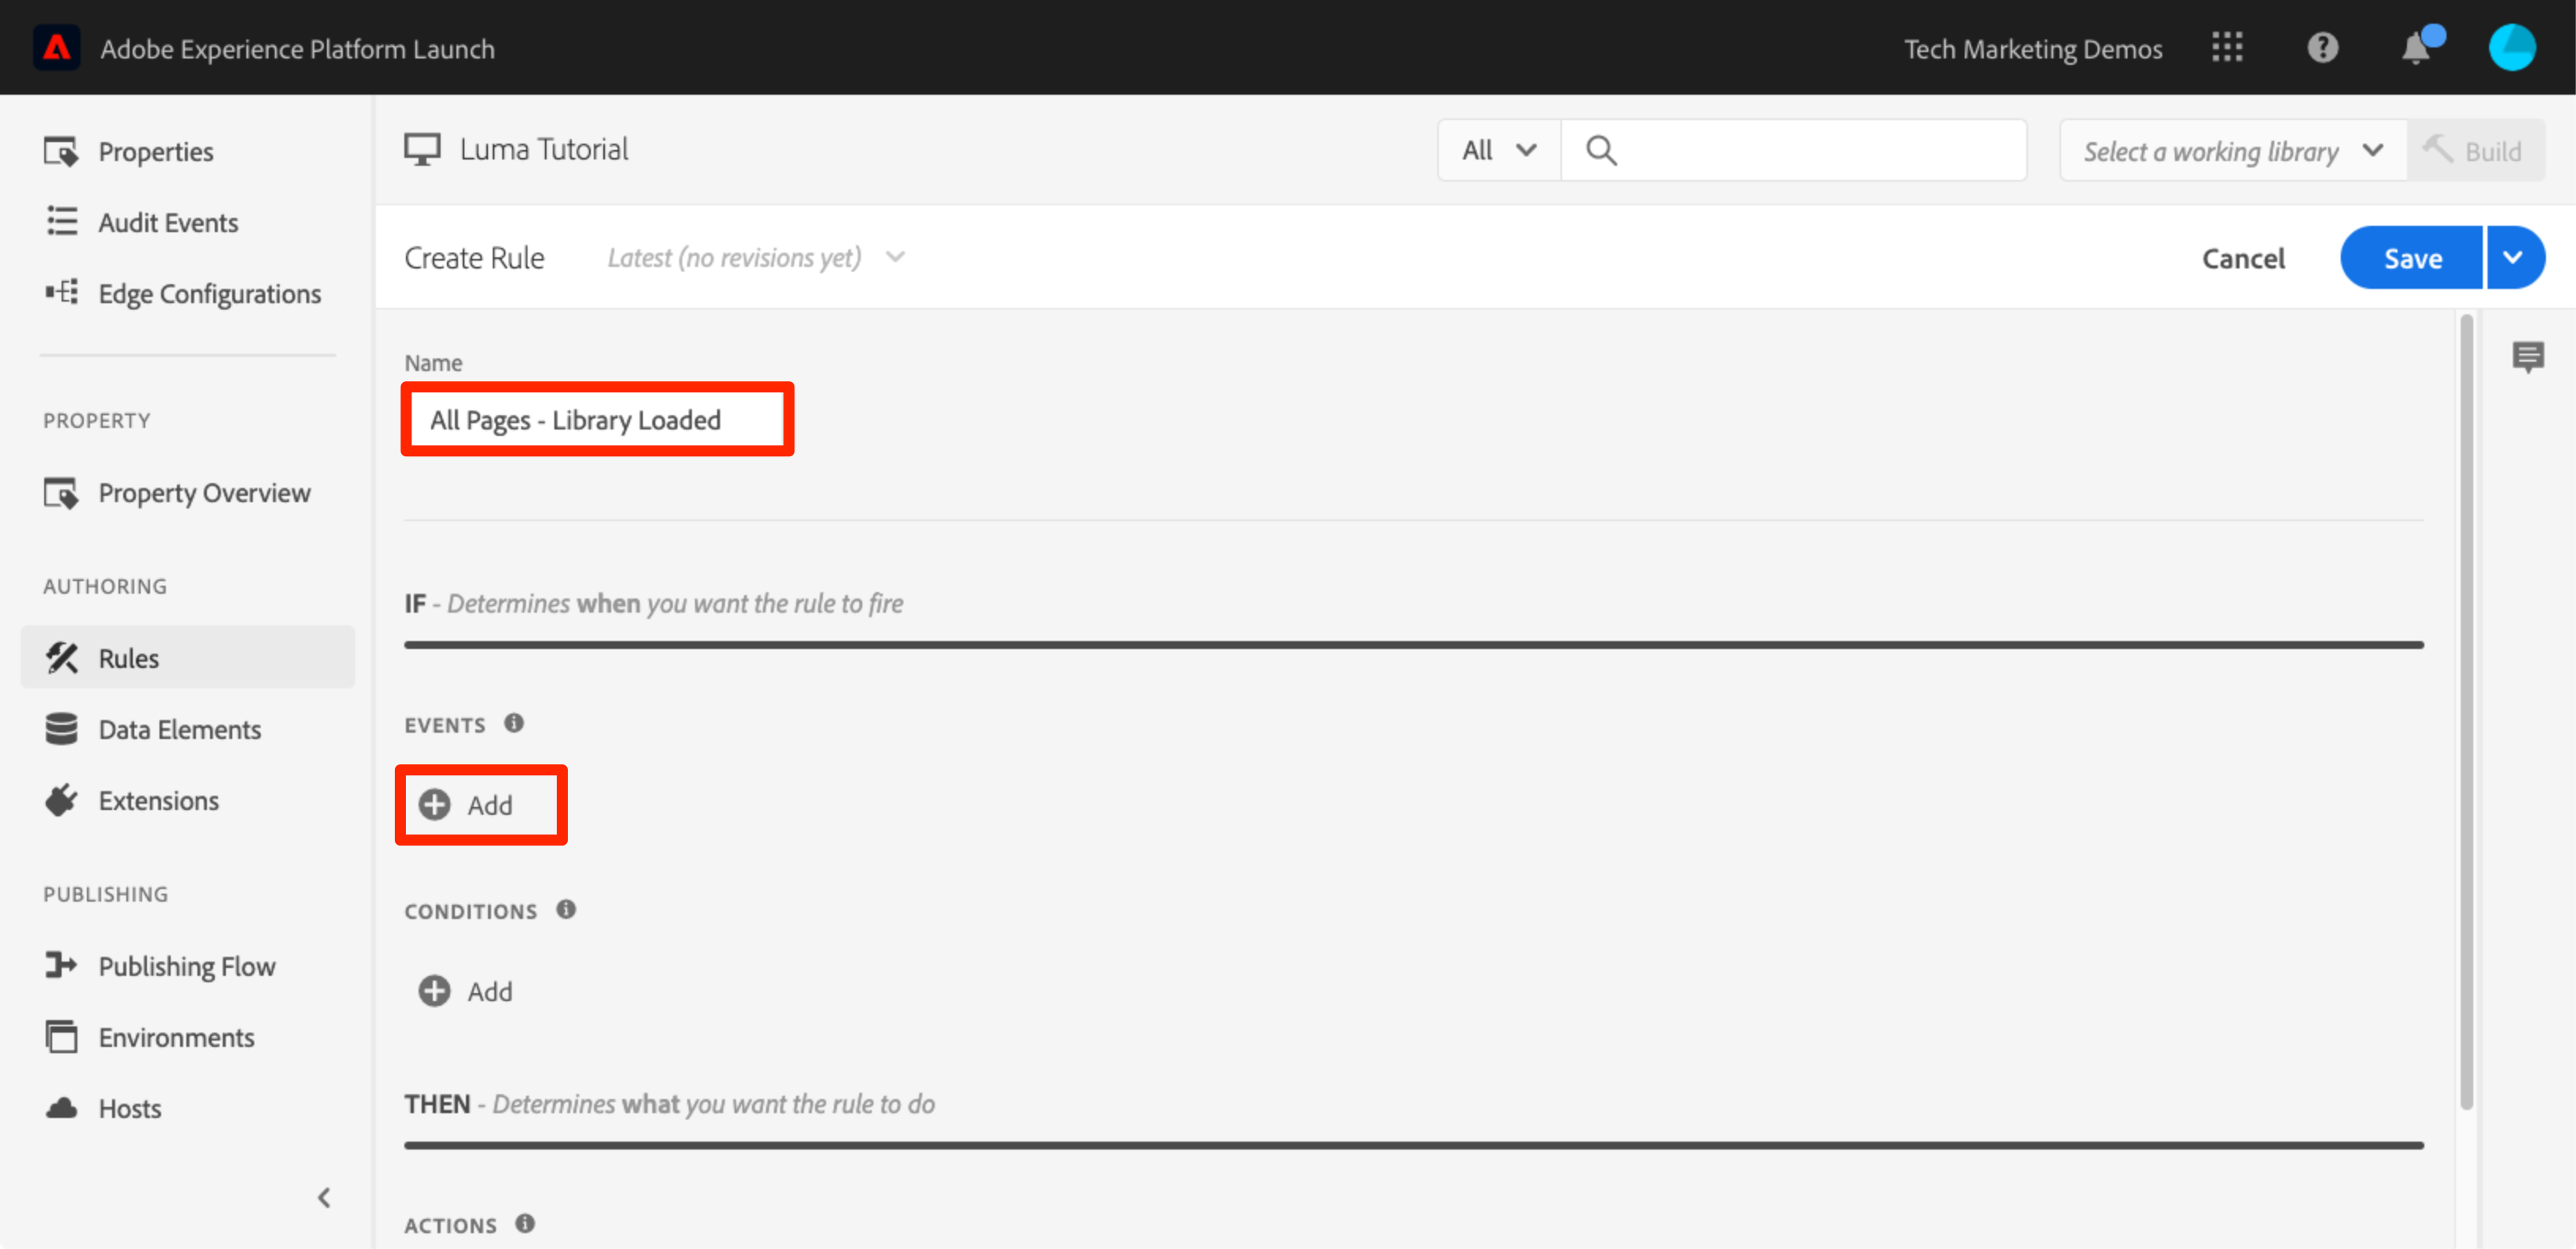 Adobe Experience Platform Launch
Tech Marketing Demos
Properties
Audit Events
Edge Configurations
PROPERTY
Property Overview
AUTHORING
Rules
Data Elements
Extensions
PUBLISHING
Publishing Flow
Environments
Hosts
Luma Tutorial
All
Select a working library
Build
Create Rule
Latest (no revisions yet)
Cancel
Save
Name
All Pages - Library Loaded
IF - Determines when you want the rule to fire
EVENTS
Add
CONDITIONS
Add
THEN - Determines what you want the rule to do
ACTIONS